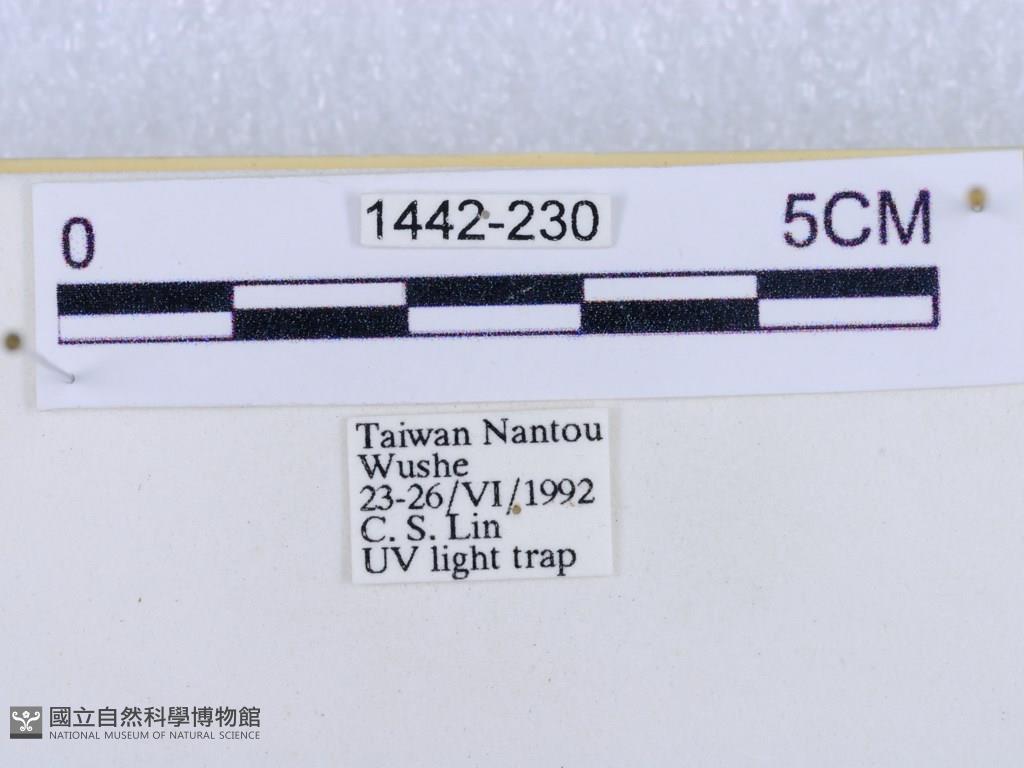 0
1442-230
5CM
Taiwan Nantou
Wushe
23-26/VI/1992
C. S. Lin
UV light trap
國立自然科學博物館
NATIONAL MUSEUM OF NATURAL SCIENCE